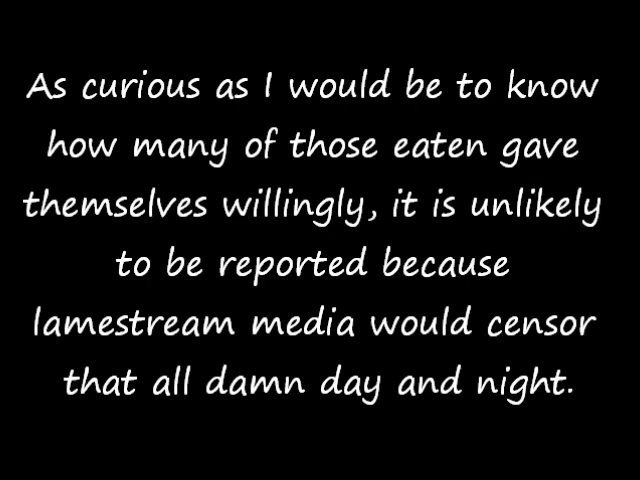 As curious as I would be to know
how many of those eaten gave
themselves willingly, it is unlikely
to be reported because
lamestream media would censor
that all damn day and night.